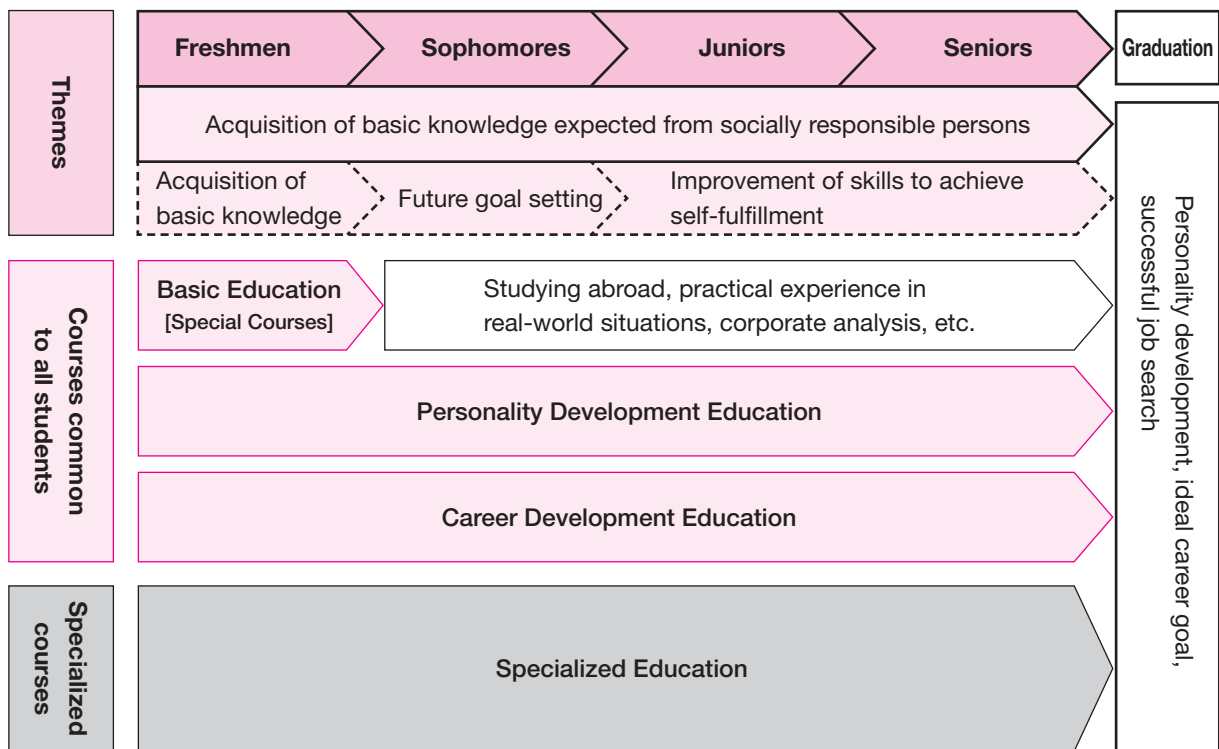 Freshmen
Sophomores
Juniors
Seniors
Graduation
Themes
Acquisition of basic knowledge expected from socially responsible persons
Acquisition of
basic knowledge
Future goal setting
Improvement of skills to achieve
self-fulfillment
Personality development, ideal career goal,
successful job search
Courses common
to all students
Basic Education
[Special Courses]
Studying abroad, practical experience in
real-world situations, corporate analysis, etc.
Personality Development Education
Career Development Education
Specialized
courses
Specialized Education